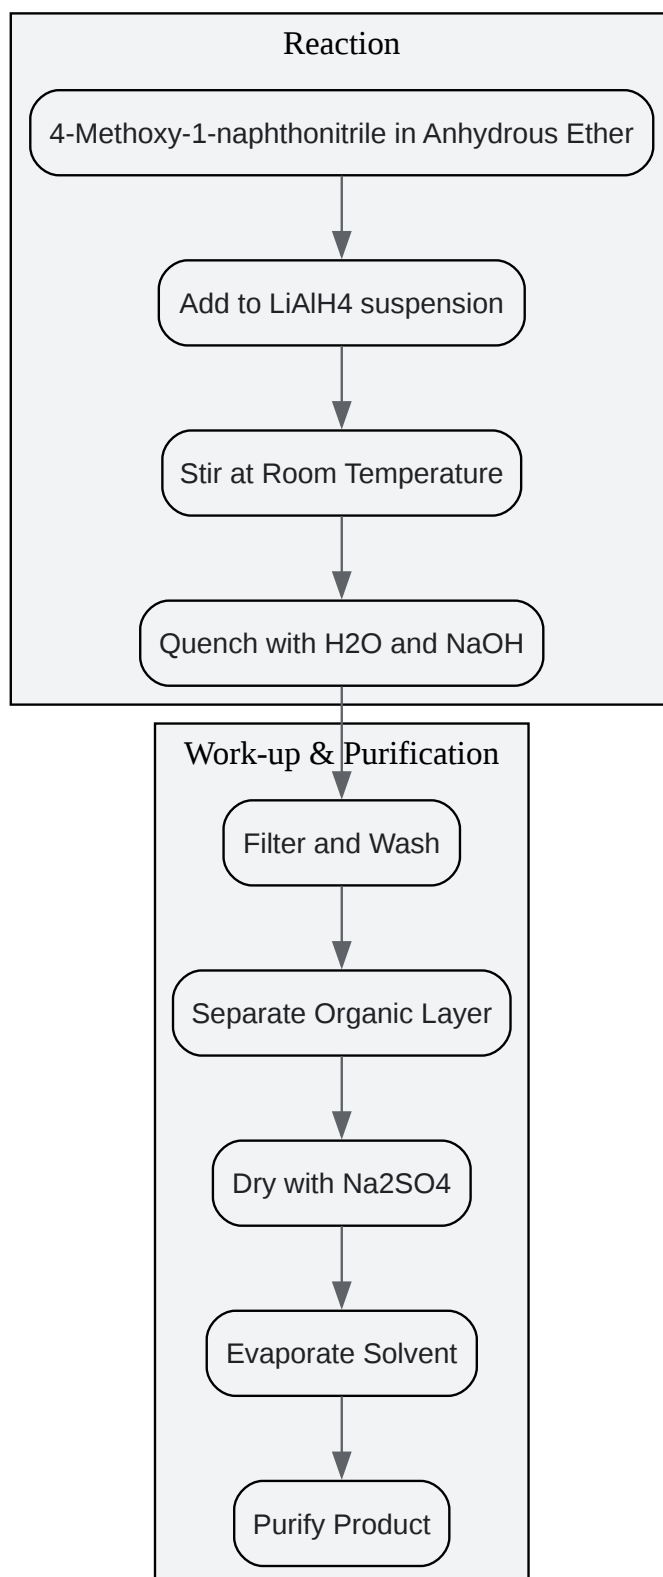 Reaction
4-Methoxy-1-naphthonitrile in Anhydrous Ether
Add to LiAlH4 suspension
Stir at Room Temperature
Quench with H2O and NaOH
Work-up & Purification
Filter and Wash
Separate Organic Layer
Dry with Na2SO4
Evaporate Solvent
Purify Product